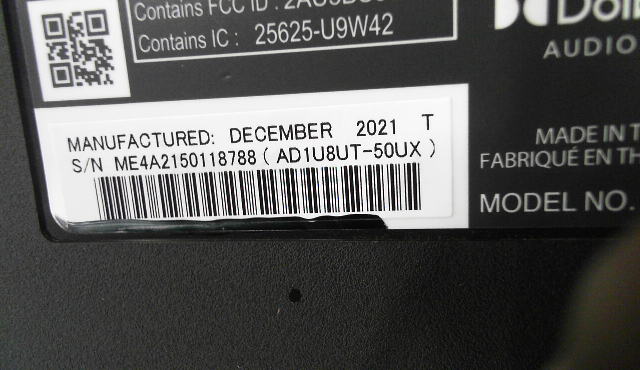 Contains FCC ID :
Contains IC : 25625-U9W42
AUDIO
MANUFACTURED: DECEMBER 2021 T
S/N ME4A2150118788 ( AD1U8UT-50UX )
MADE IN
FABRIQUÉ EN
MODEL NO.